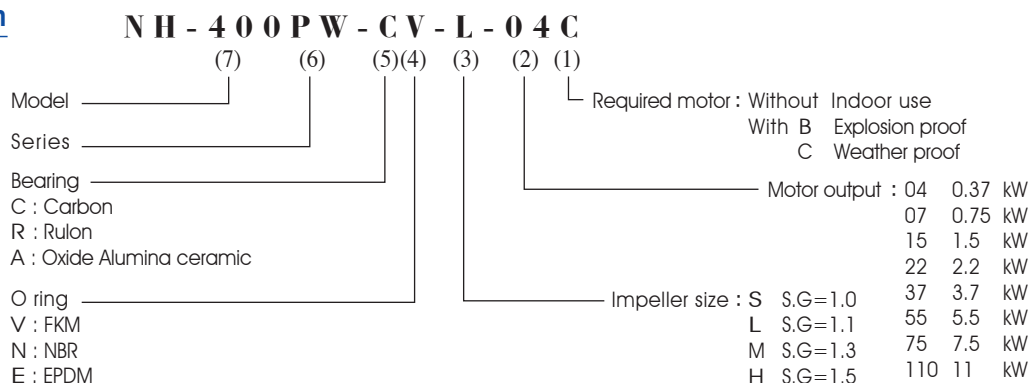 NH-400PW-CV-L-04C
(7) (6) (5)(4) (3) (2) (1)
Model
Series
Bearing
C : Carbon
R : Rulon
A : Oxide Alumina ceramic
O ring
V : FKM
N : NBR
E : EPDM
Required motor : Without Indoor use
With B Explosion proof
C Weather proof
Motor output : 04 0.37 kW
07 0.75 kW
15 1.5 kW
22 2.2 kW
37 3.7 kW
55 5.5 kW
75 7.5 kW
110 11 kW
Impeller size : S S.G=1.0
L S.G=1.1
M S.G=1.3
H S.G=1.5